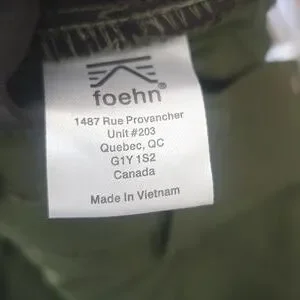 foehn®
1487 Rue Provancher
Unit #203
Quebec, QC
G1Y 1S2
Canada
Made In Vietnam